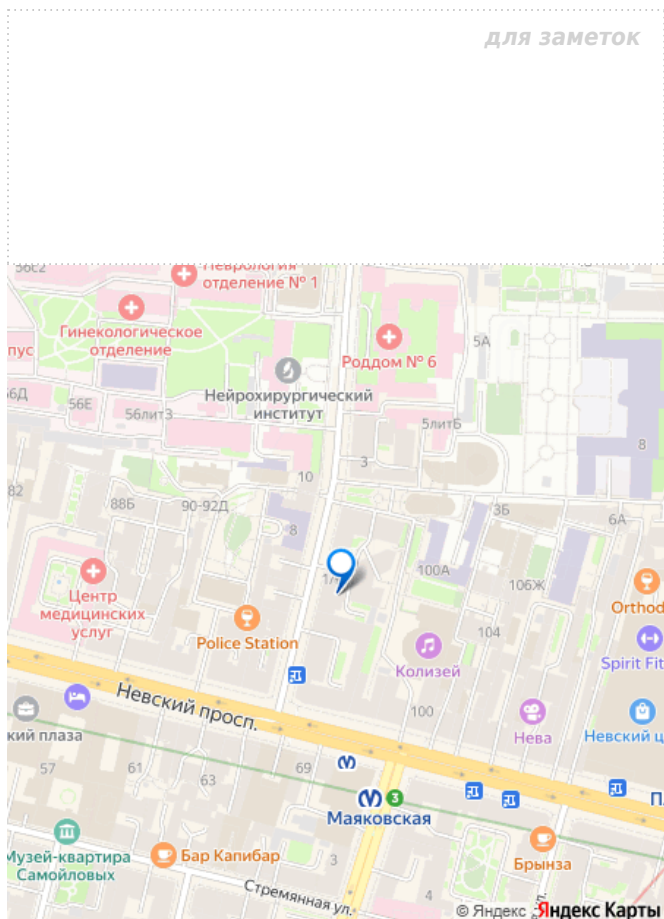 для заметок
56с2
Неврология
отделение № 1
Гинекологическое
отделение
Роддом № 6
5А
пус
Нейрохирургический
институт
56Д
56Е
56лит3
5литБ
8
3
10
82
88Б
90-92Д
8
3Б
6А
100А
106Ж
1/
Центр
медицинских
услуг
Police Station
Orthod
104
Колизей
Spirit Fit
Невский просп.
100
Нева
Невский ц
кий плаза
57
61
63
69
Маяковская
3
П
Музей-квартира
Самойловых
Бар Капибар
3
Брынза
Стремянная ул.
4
ул.
© Яндекс Яндекс Карты